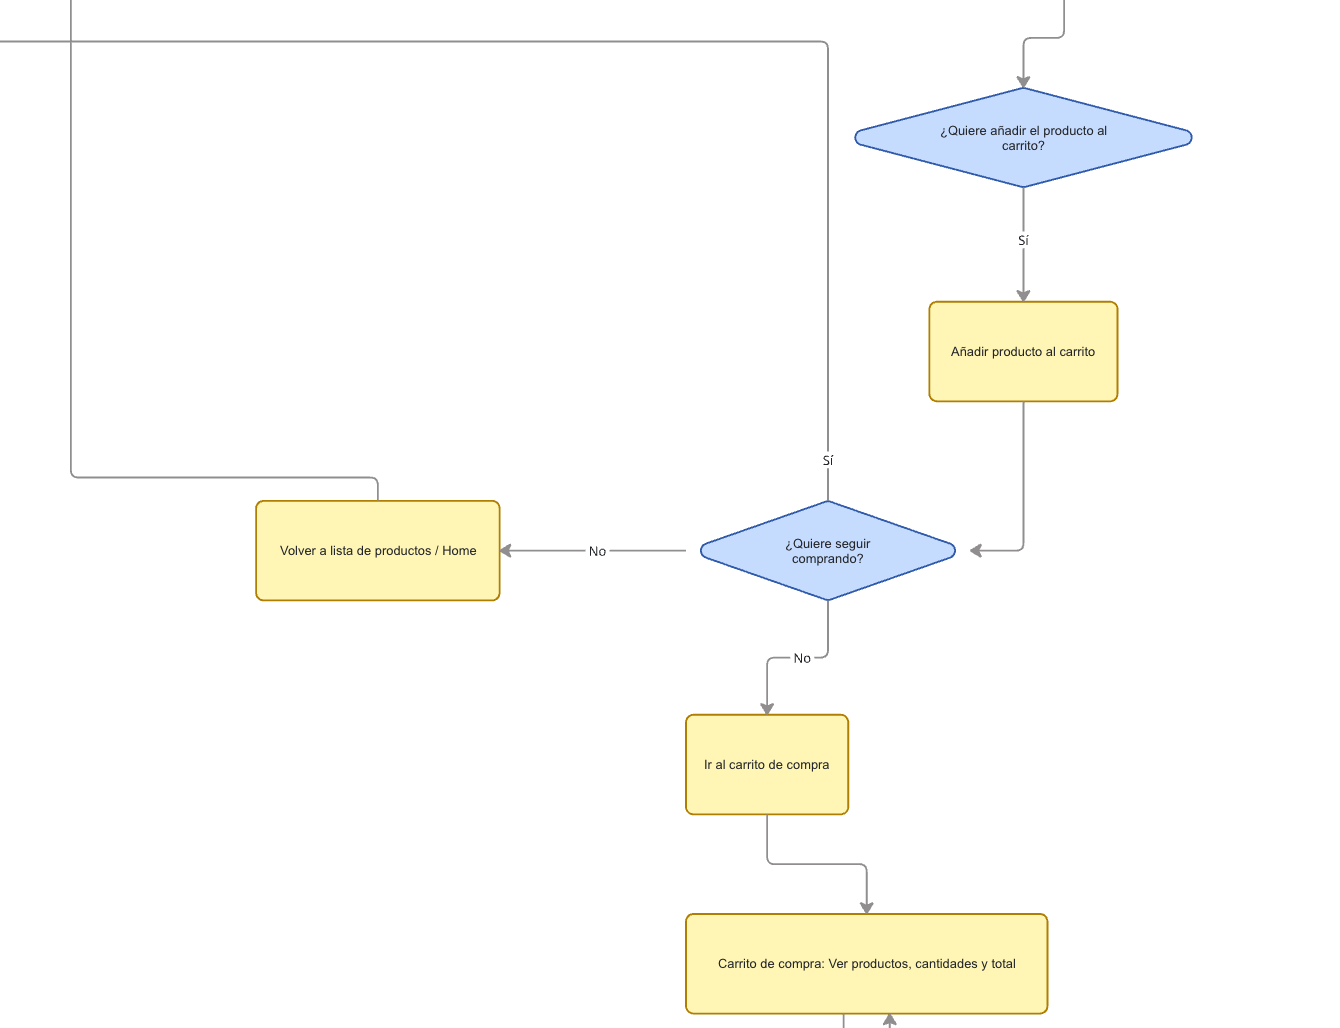 ¿Quiere añadir el producto al
carrito?
Sí
Añadir producto al carrito
Sí
¿Quiere seguir
comprando?
No
Volver a lista de productos / Home
No
Ir al carrito de compra
Carrito de compra: Ver productos, cantidades y total